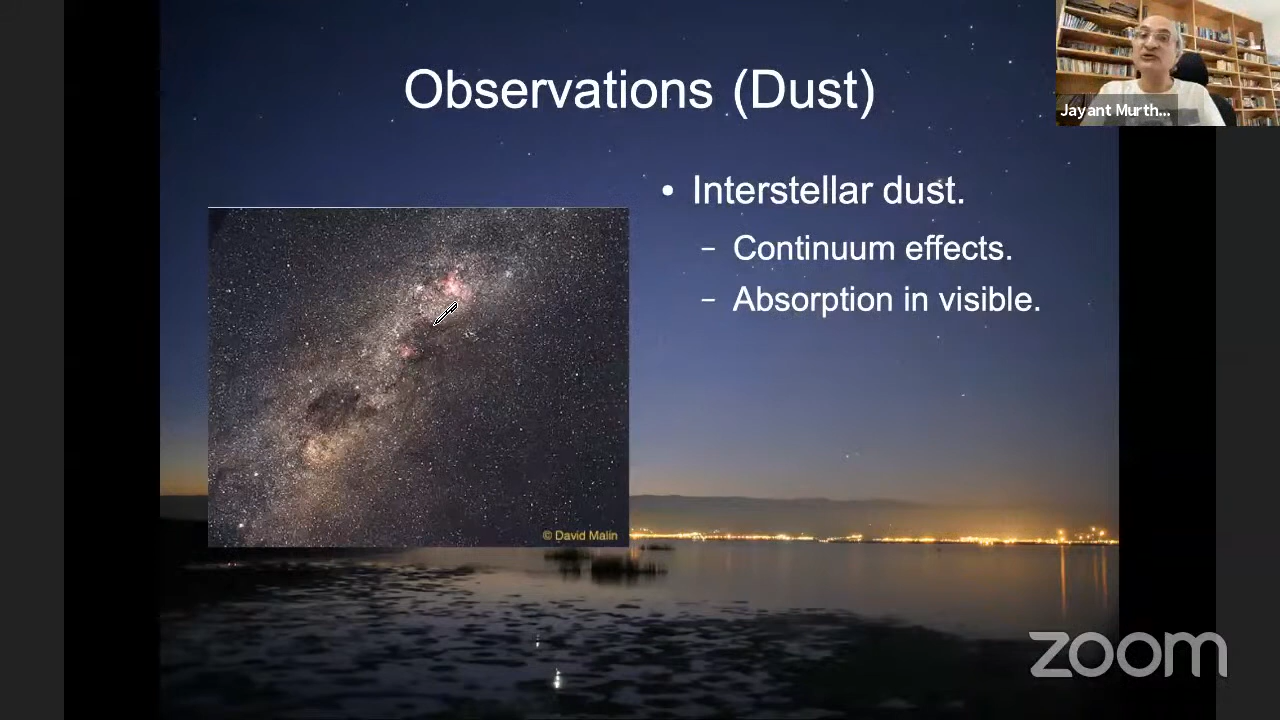 Observations (Dust)
Jayant Murth...
• Interstellar dust.
– Continuum effects.
– Absorption in visible.
© David Malin
zoom